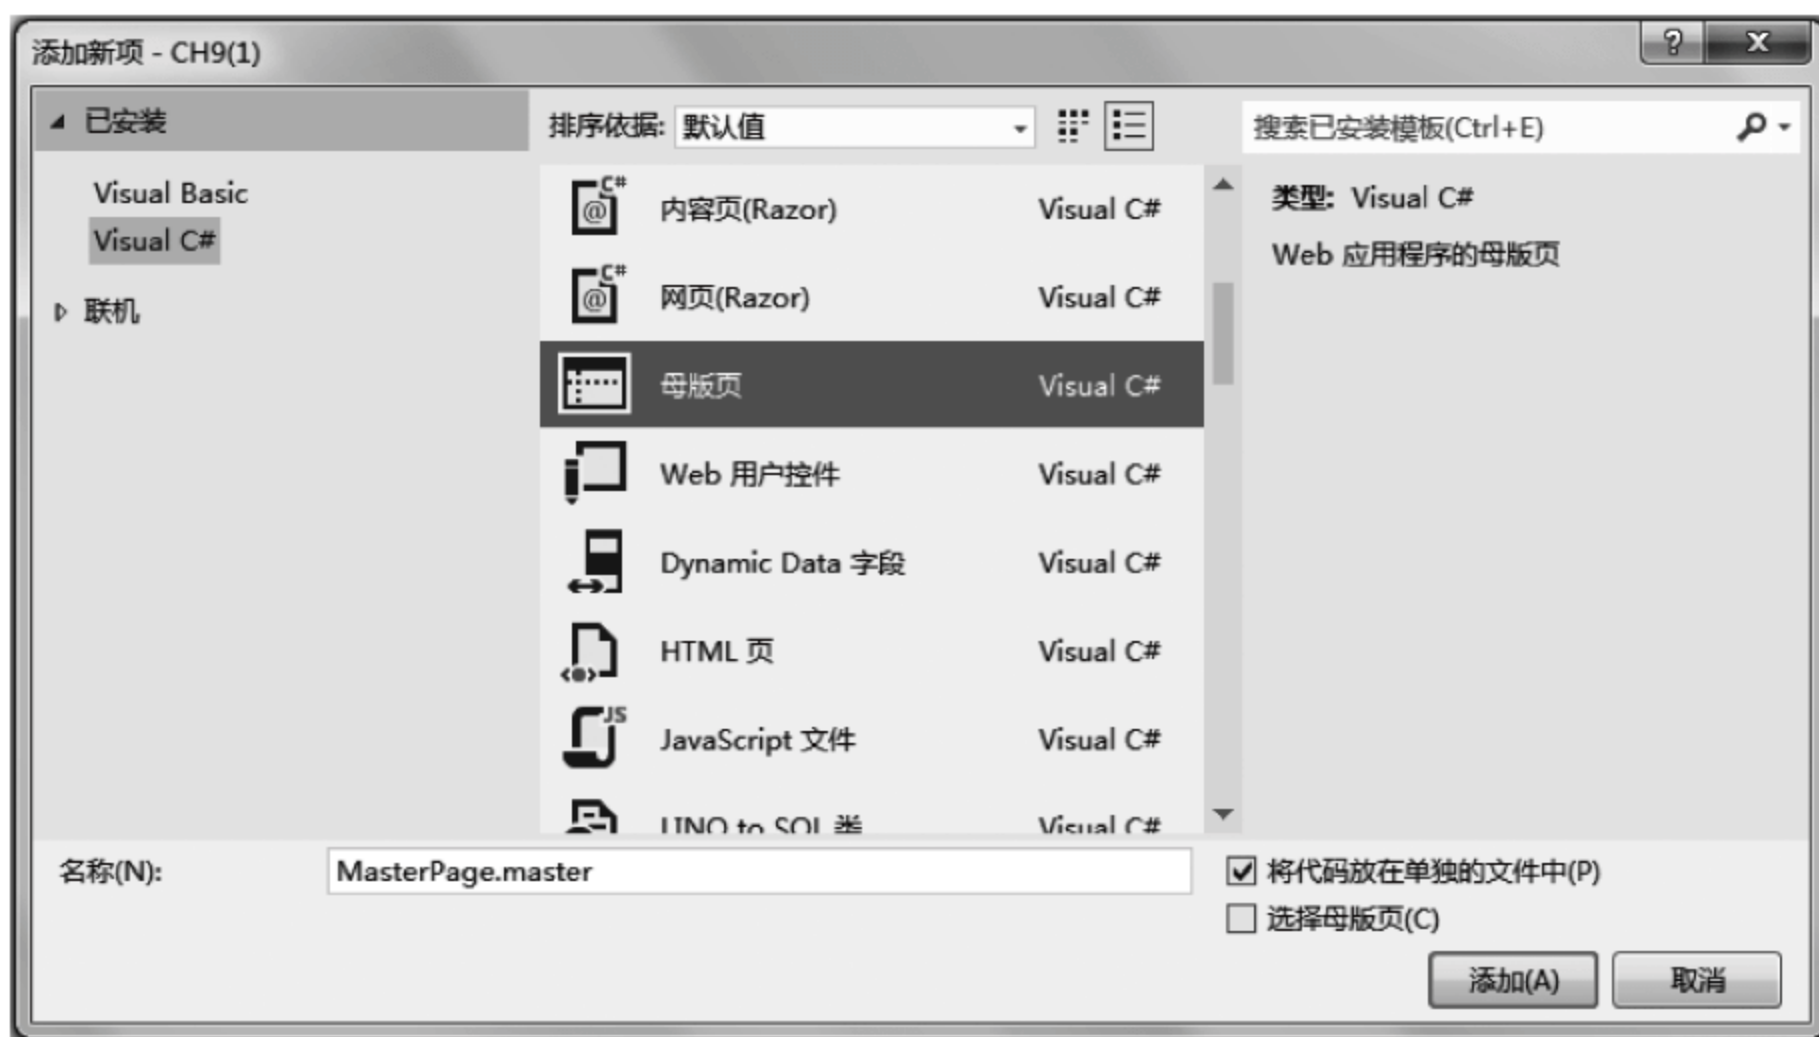 添加新项 - CH9(1)
已安装
Visual Basic
Visual C#
联机
排序依据: 默认值
搜索已安装模板(Ctrl+E)
内容页(Razor) Visual C#
网页(Razor) Visual C#
母版页 Visual C#
Web 用户控件 Visual C#
Dynamic Data 字段 Visual C#
HTML 页 Visual C#
JavaScript 文件 Visual C#
LINQ to SQL 类 Visual C#
类型: Visual C#
Web 应用程序的母版页
名称(N): MasterPage.master
将代码放在单独的文件中(P)
选择母版页(C)
添加(A) 取消